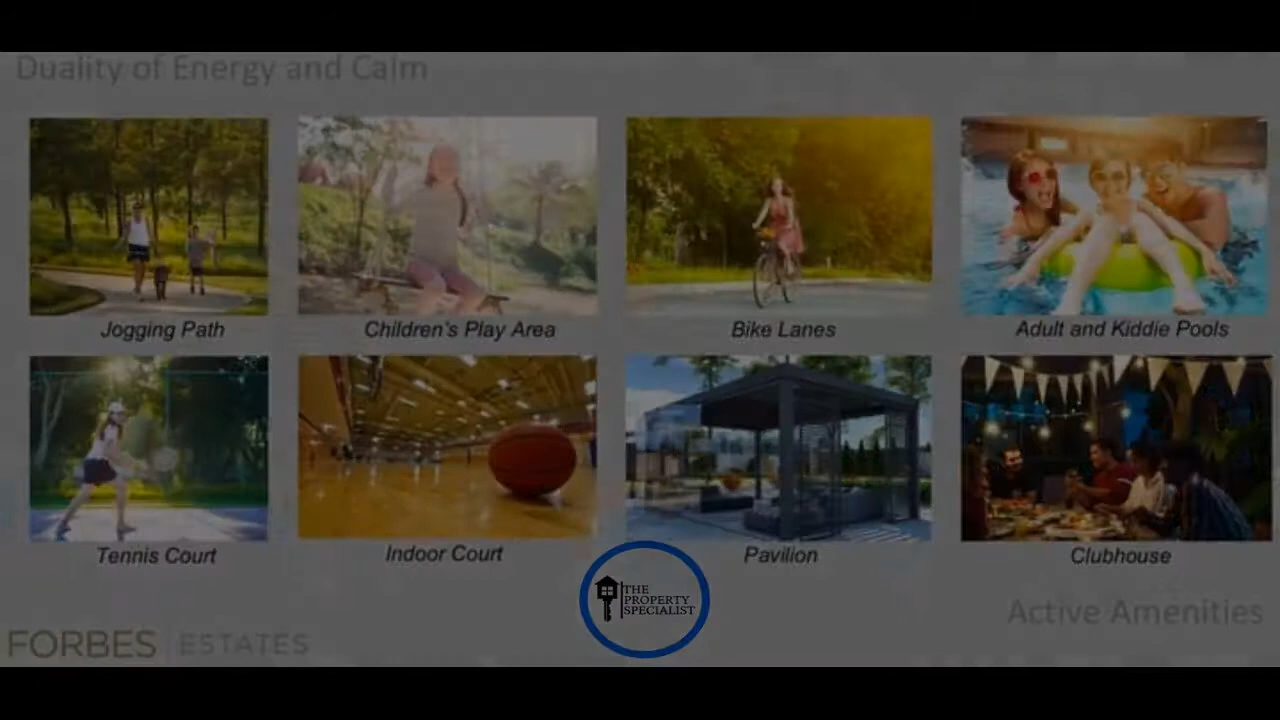 Duality of Energy and Calm
Jogging Path
Children's Play Area
Bike Lanes
Adult and Kiddie Pools
Tennis Court
Indoor Court
Pavilion
Clubhouse
THE
PROPERTY
SPECIALIST
Active Amenities
FORBES | ESTATES